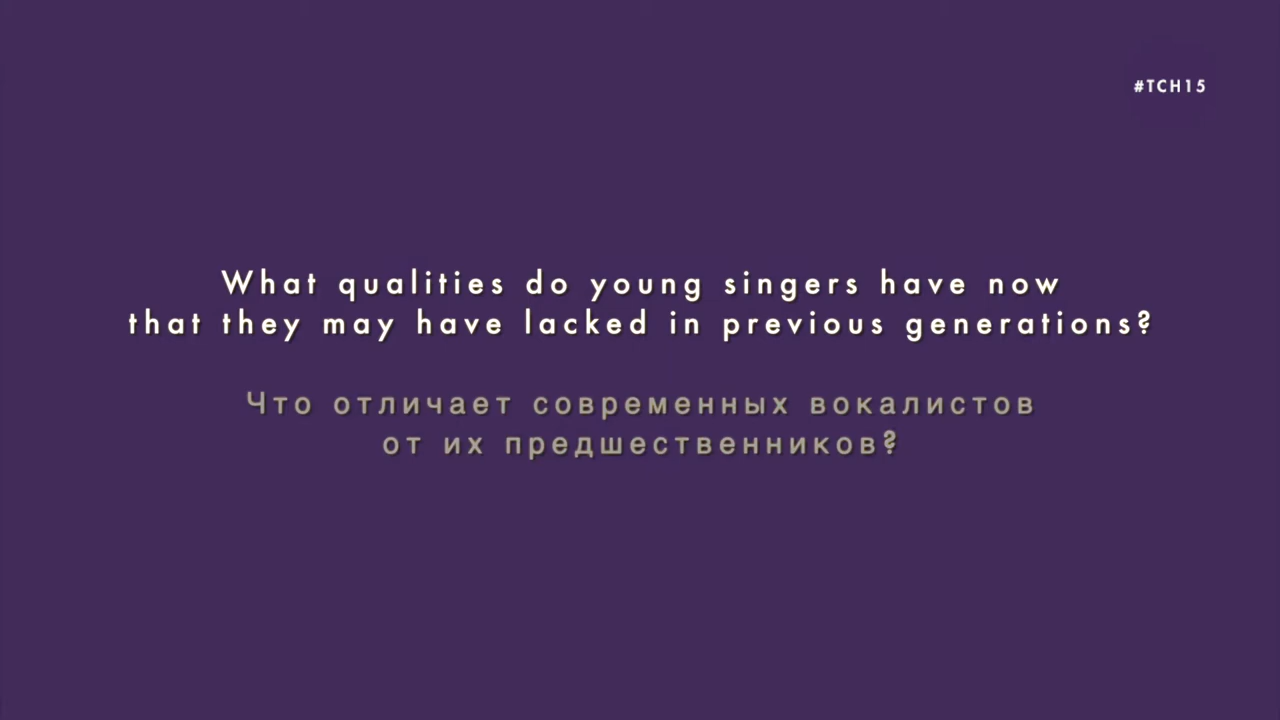 #TCH15
What qualities do young singers have now
that they may have lacked in previous generations?
Что отличает современных вокалистов
от их предшественников?